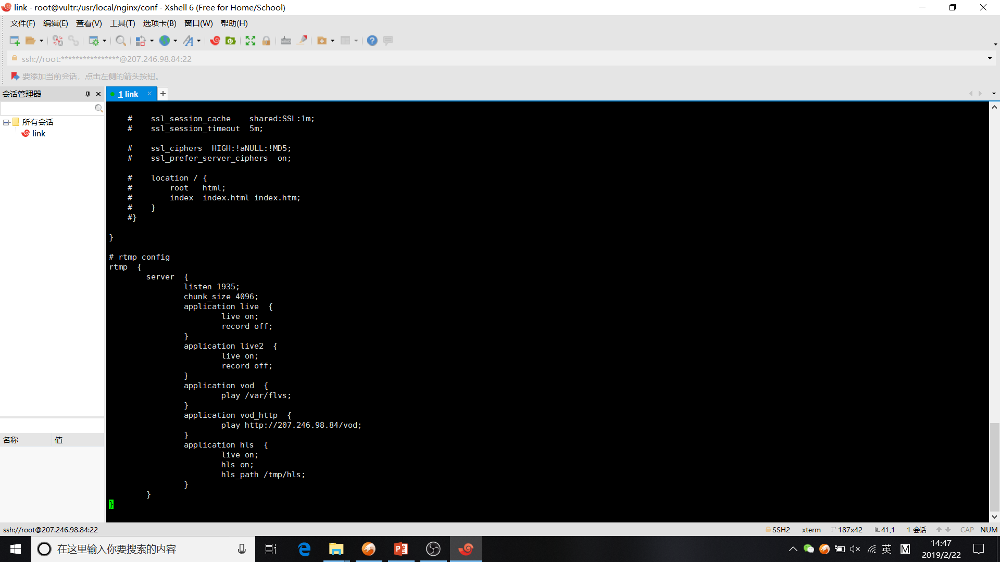 link - root@vultr:/usr/local/nginx/conf - Xshell 6 (Free for Home/School)
文件(F) 编辑(E) 查看(V) 工具(T) 选项卡(B) 窗口(W) 帮助(H)
ssh://root:****************@207.246.98.84:22
要添加当前会话，点击左侧的箭头按钮。
会话管理器
1 link
所有会话
link
名称 值
#    ssl_session_cache    shared:SSL:1m;
#    ssl_session_timeout  5m;
#    ssl_ciphers  HIGH:!aNULL:!MD5;
#    ssl_prefer_server_ciphers  on;
#    location / {
#        root   html;
#        index  index.html index.htm;
#    }
#}
}
# rtmp config
rtmp  {
server  {
listen 1935;
chunk_size 4096;
application live  {
live on;
record off;
}
application live2  {
live on;
record off;
}
application vod  {
play /var/flvs;
}
application vod_http  {
play http://207.246.98.84/vod;
}
application hls  {
live on;
hls on;
hls_path /tmp/hls;
}
}
}
ssh://root@207.246.98.84:22 SSH2 xterm 187x42 41,1 1 会话 CAP NUM
在这里输入你要搜索的内容
英 M
14:47
2019/2/22